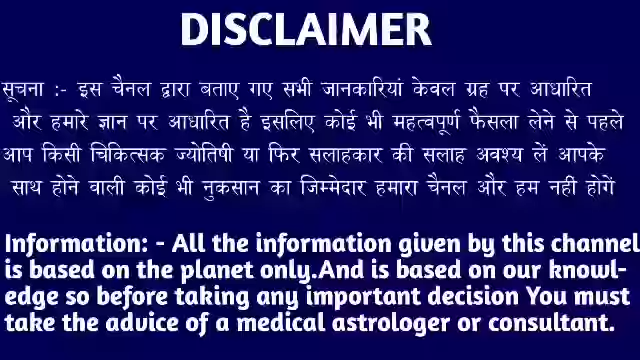 DISCLAIMER
सूचना :- इस चैनल द्वारा बताए गए सभी जानकारियां केवल ग्रह पर आधारित
और हमारे ज्ञान पर आधारित है इसलिए कोई भी महत्वपूर्ण फैसला लेने से पहले
आप किसी चिकित्सक ज्योतिषी या फिर सलाहकार की सलाह अवश्य लें आपके
साथ होने वाली कोई भी नुकसान का जिम्मेदार हमारा चैनल और हम नही होगें
Information: - All the information given by this channel
is based on the planet only.And is based on our knowl-
edge so before taking any important decision You must
take the advice of a medical astrologer or consultant.